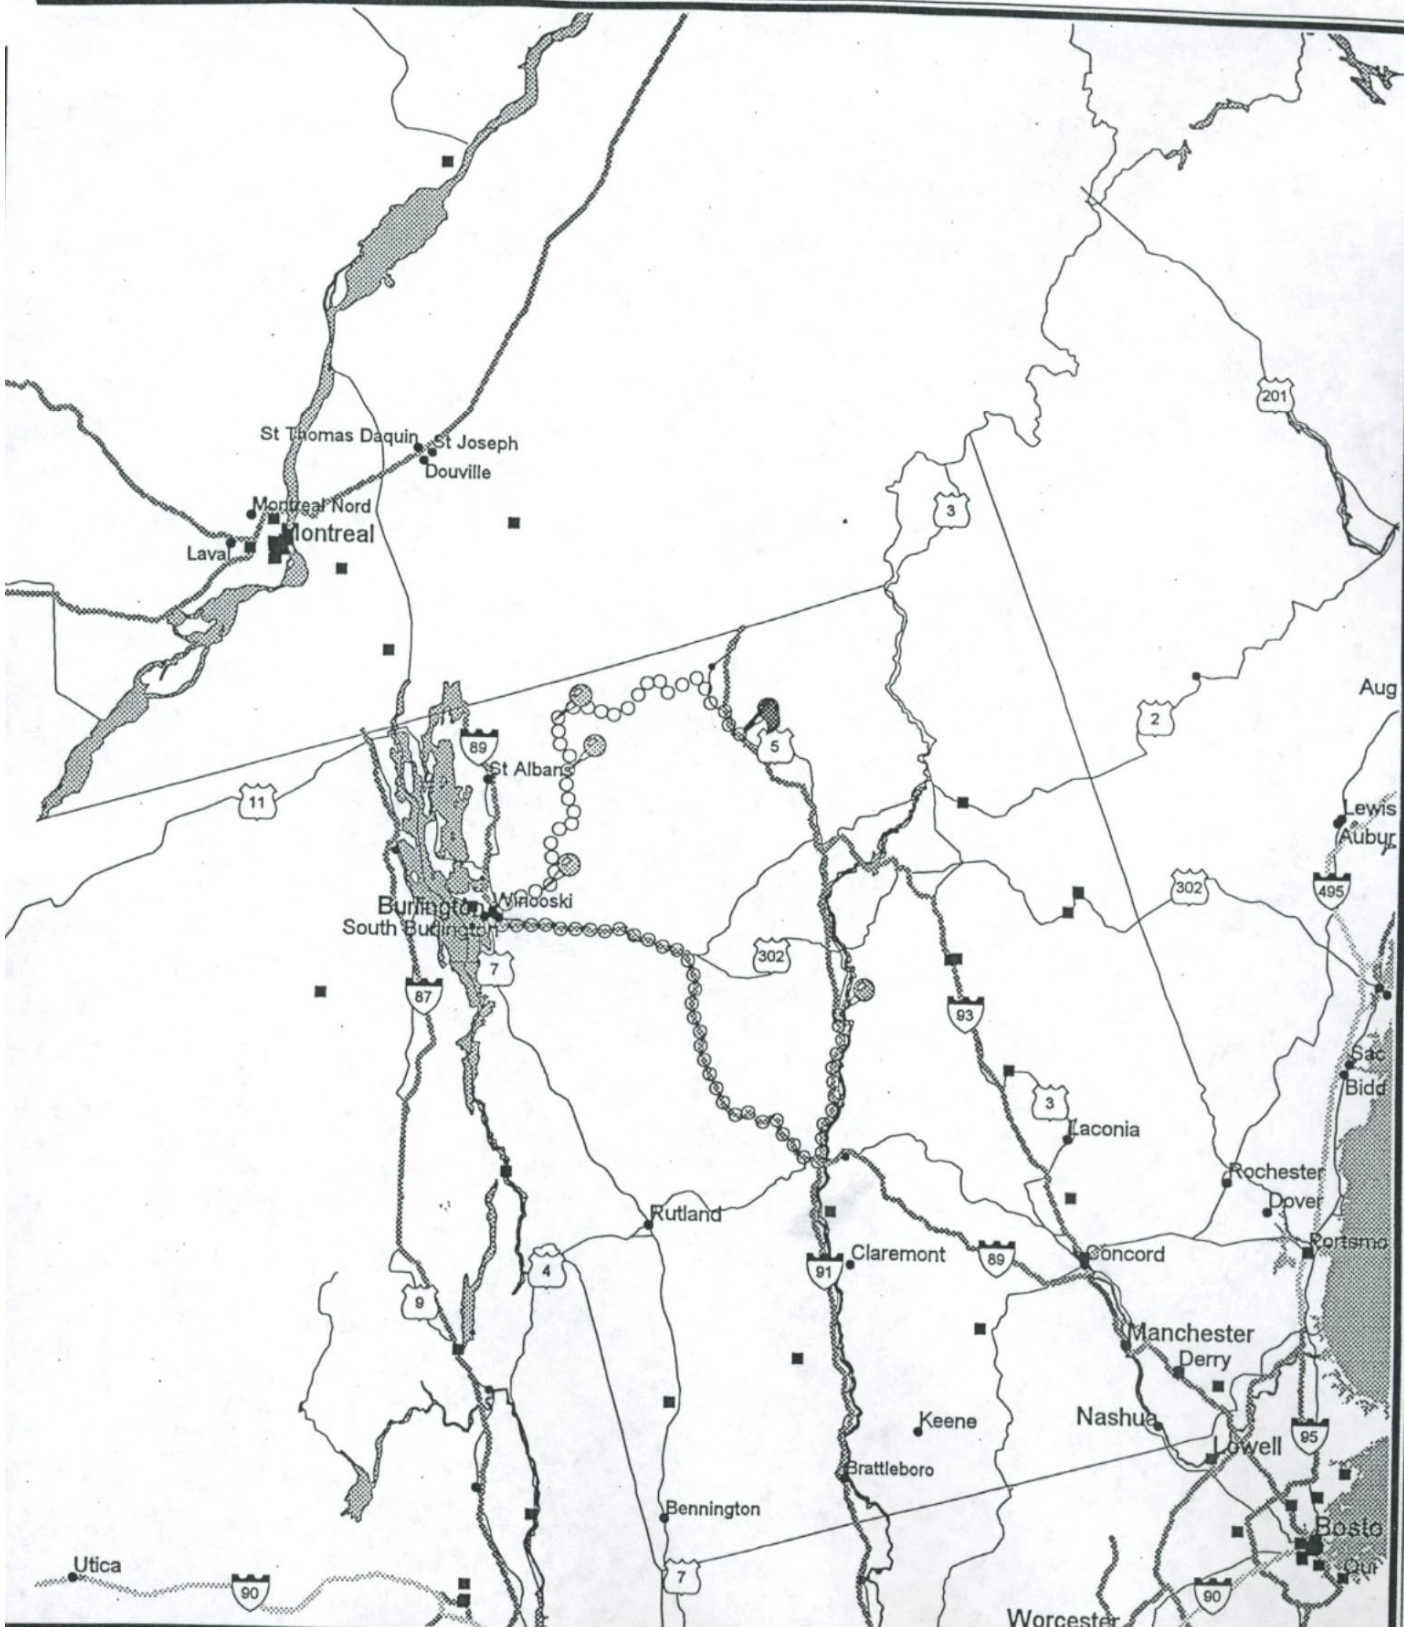 201
St Thomas Daquin
St Joseph
Douville
3
Montreal Nord
Montreal
Laval
Aug
2
5
89
St Albans
11
Lewis
Aubur
302
495
Winooski
Burlington
South Burlington
302
7
87
93
Sac
Bidd
3
Laconia
Rochester
Dover
Rutland
Portsmo
Claremont
Concord
89
91
4
9
Manchester
Derry
Keene
Nashua
95
Lowell
Brattleboro
Bennington
Bosto
Utica
7
Qui
90
90
Worcester